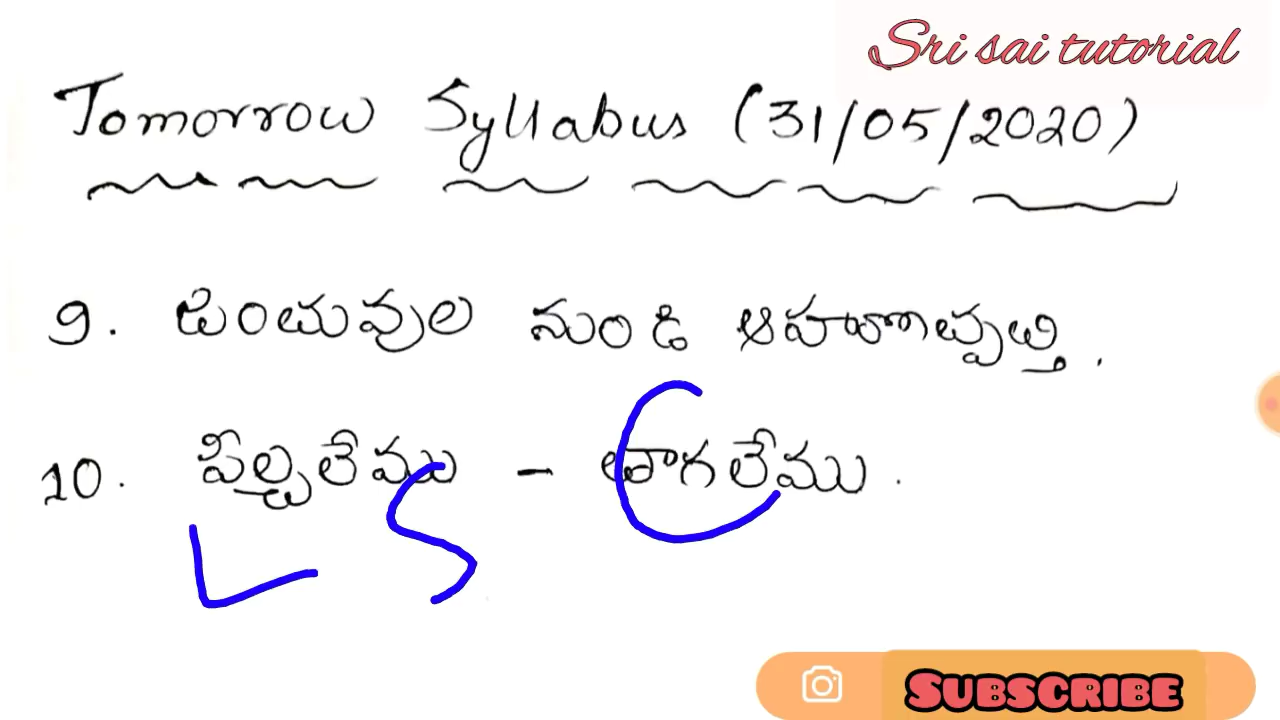 Sri sai tutorial
Tomorrow Syllabus (31/05/2020)
9. జంతువుల నుండి ఆహారోత్పత్తి.
10. పీల్చలేము - తాగలేము.
L S C
SUBSCRIBE